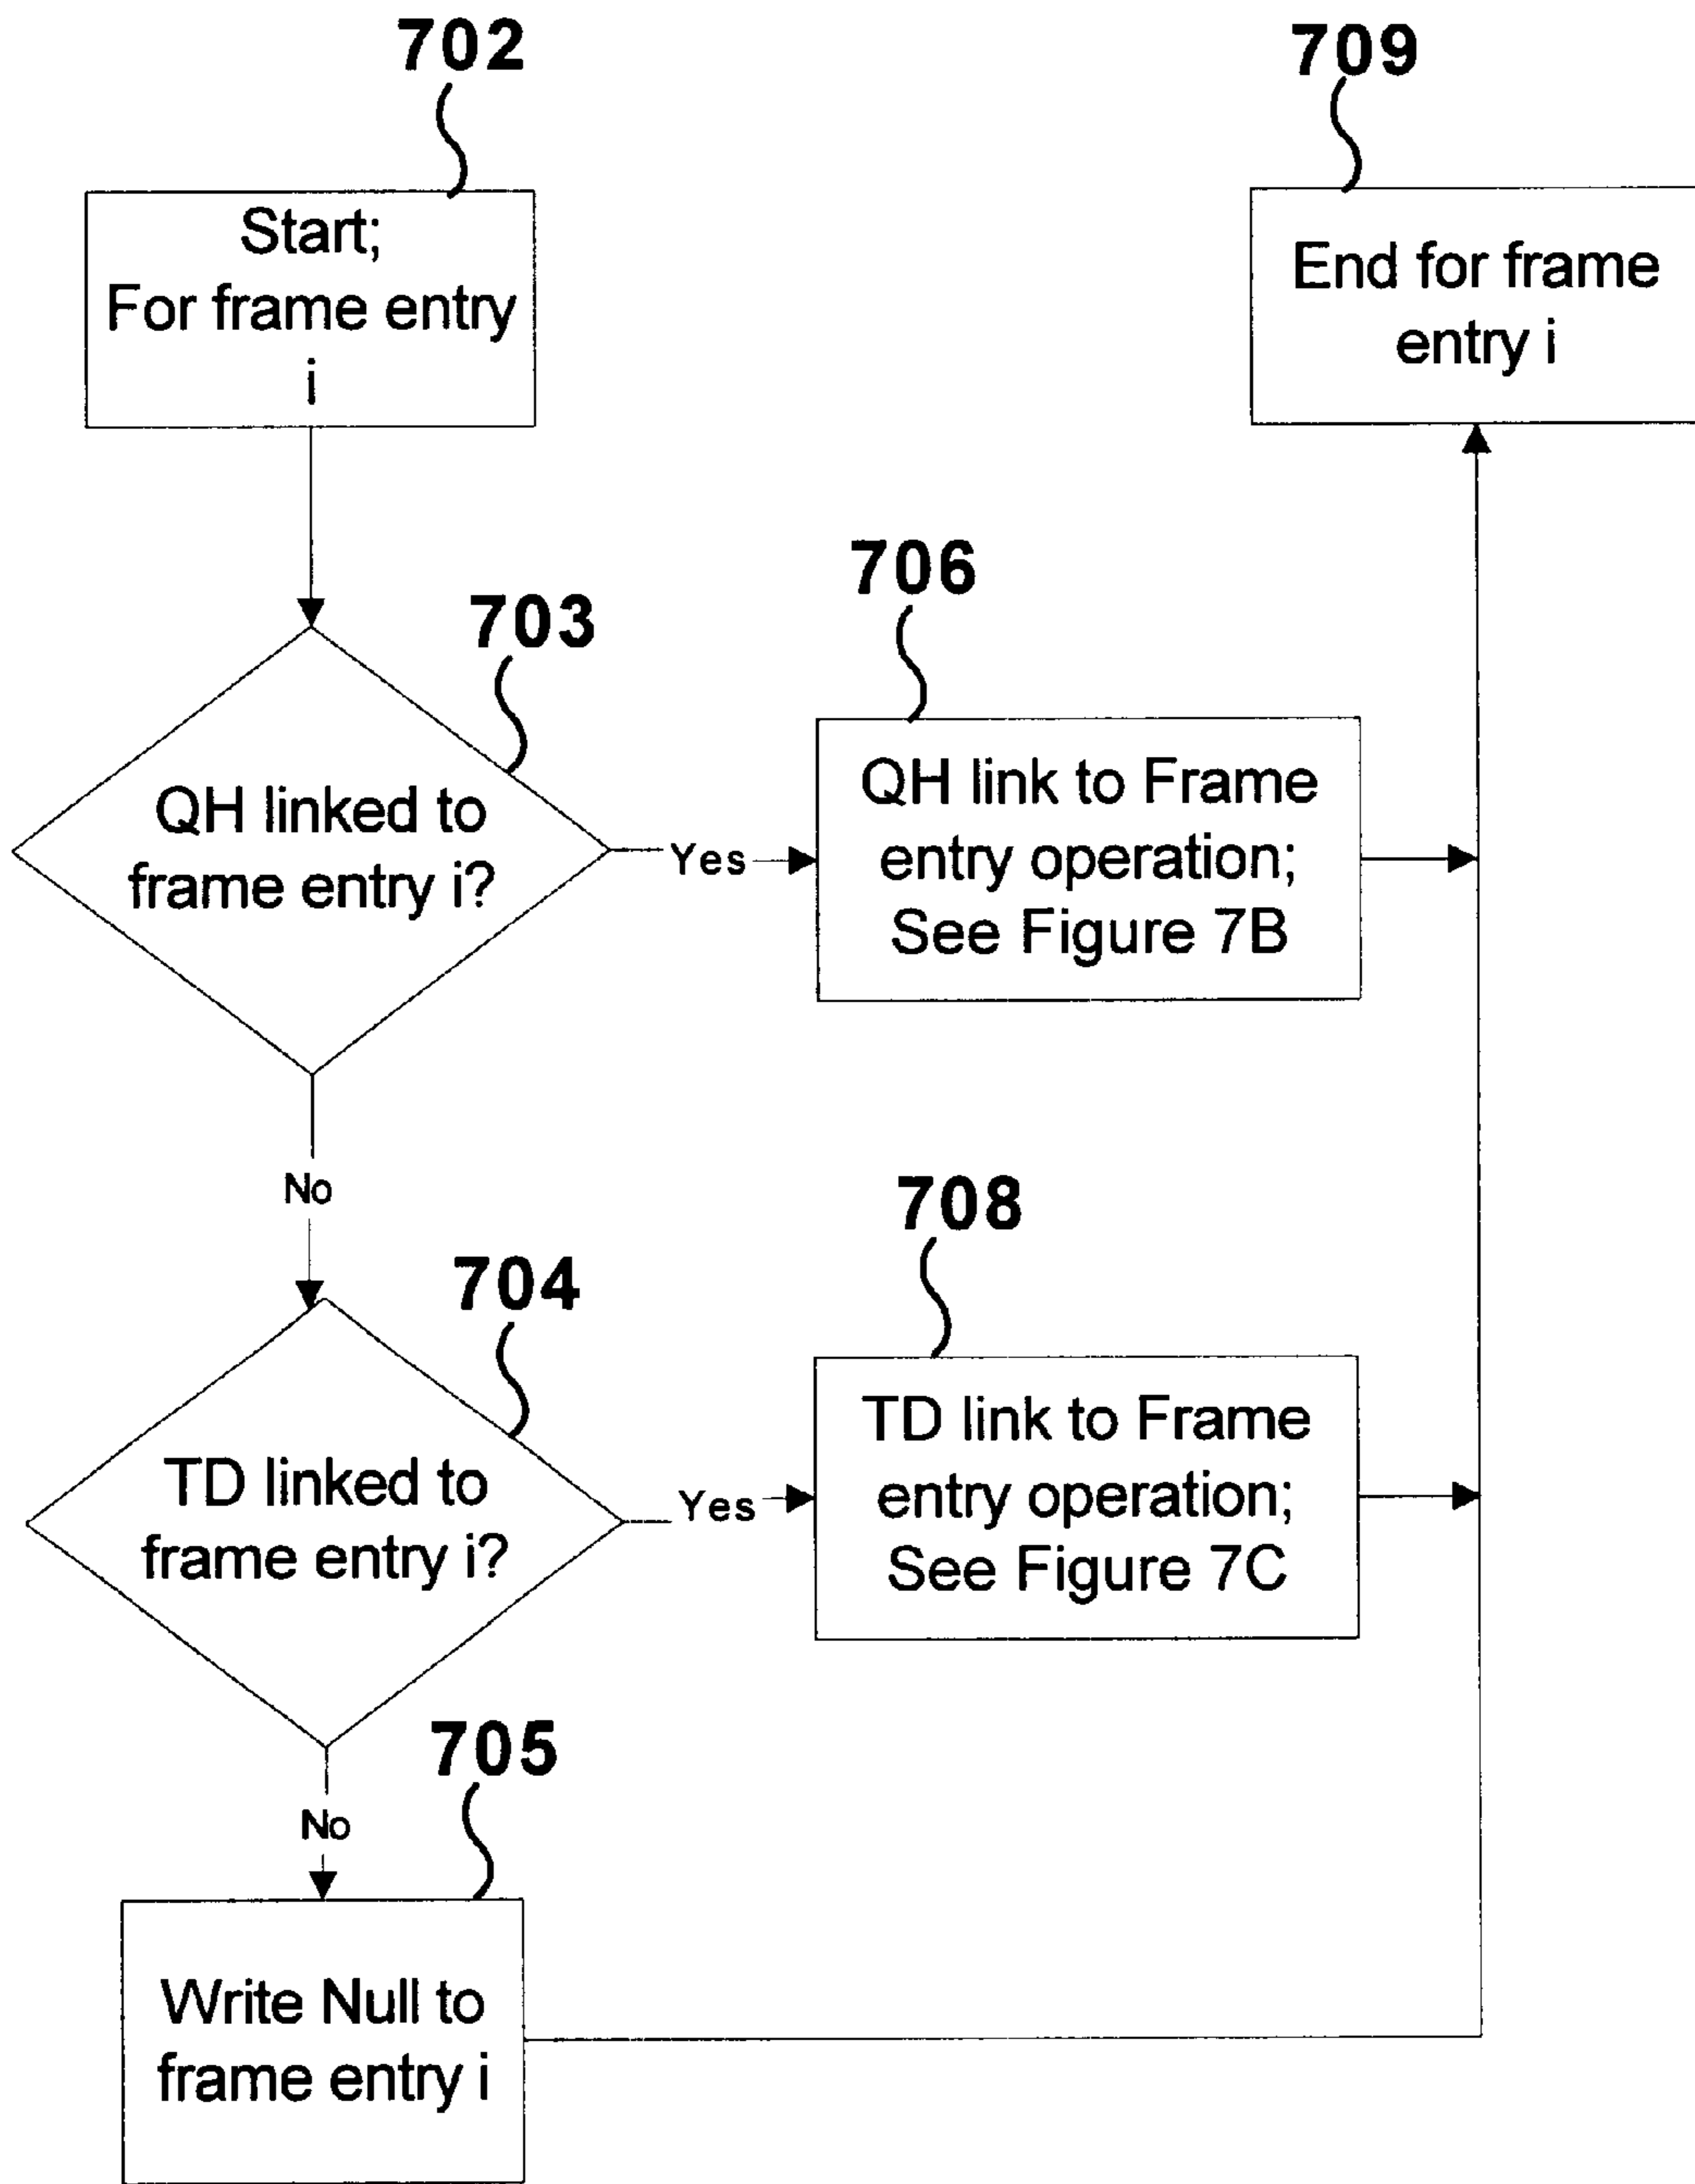 702
709
Start;
For frame entry
i
End for frame
entry i
703
706
QH linked to
frame entry i?
Yes
QH link to Frame
entry operation;
See Figure 7B
No
704
708
TD linked to
frame entry i?
Yes
TD link to Frame
entry operation;
See Figure 7C
No
705
Write Null to
frame entry i